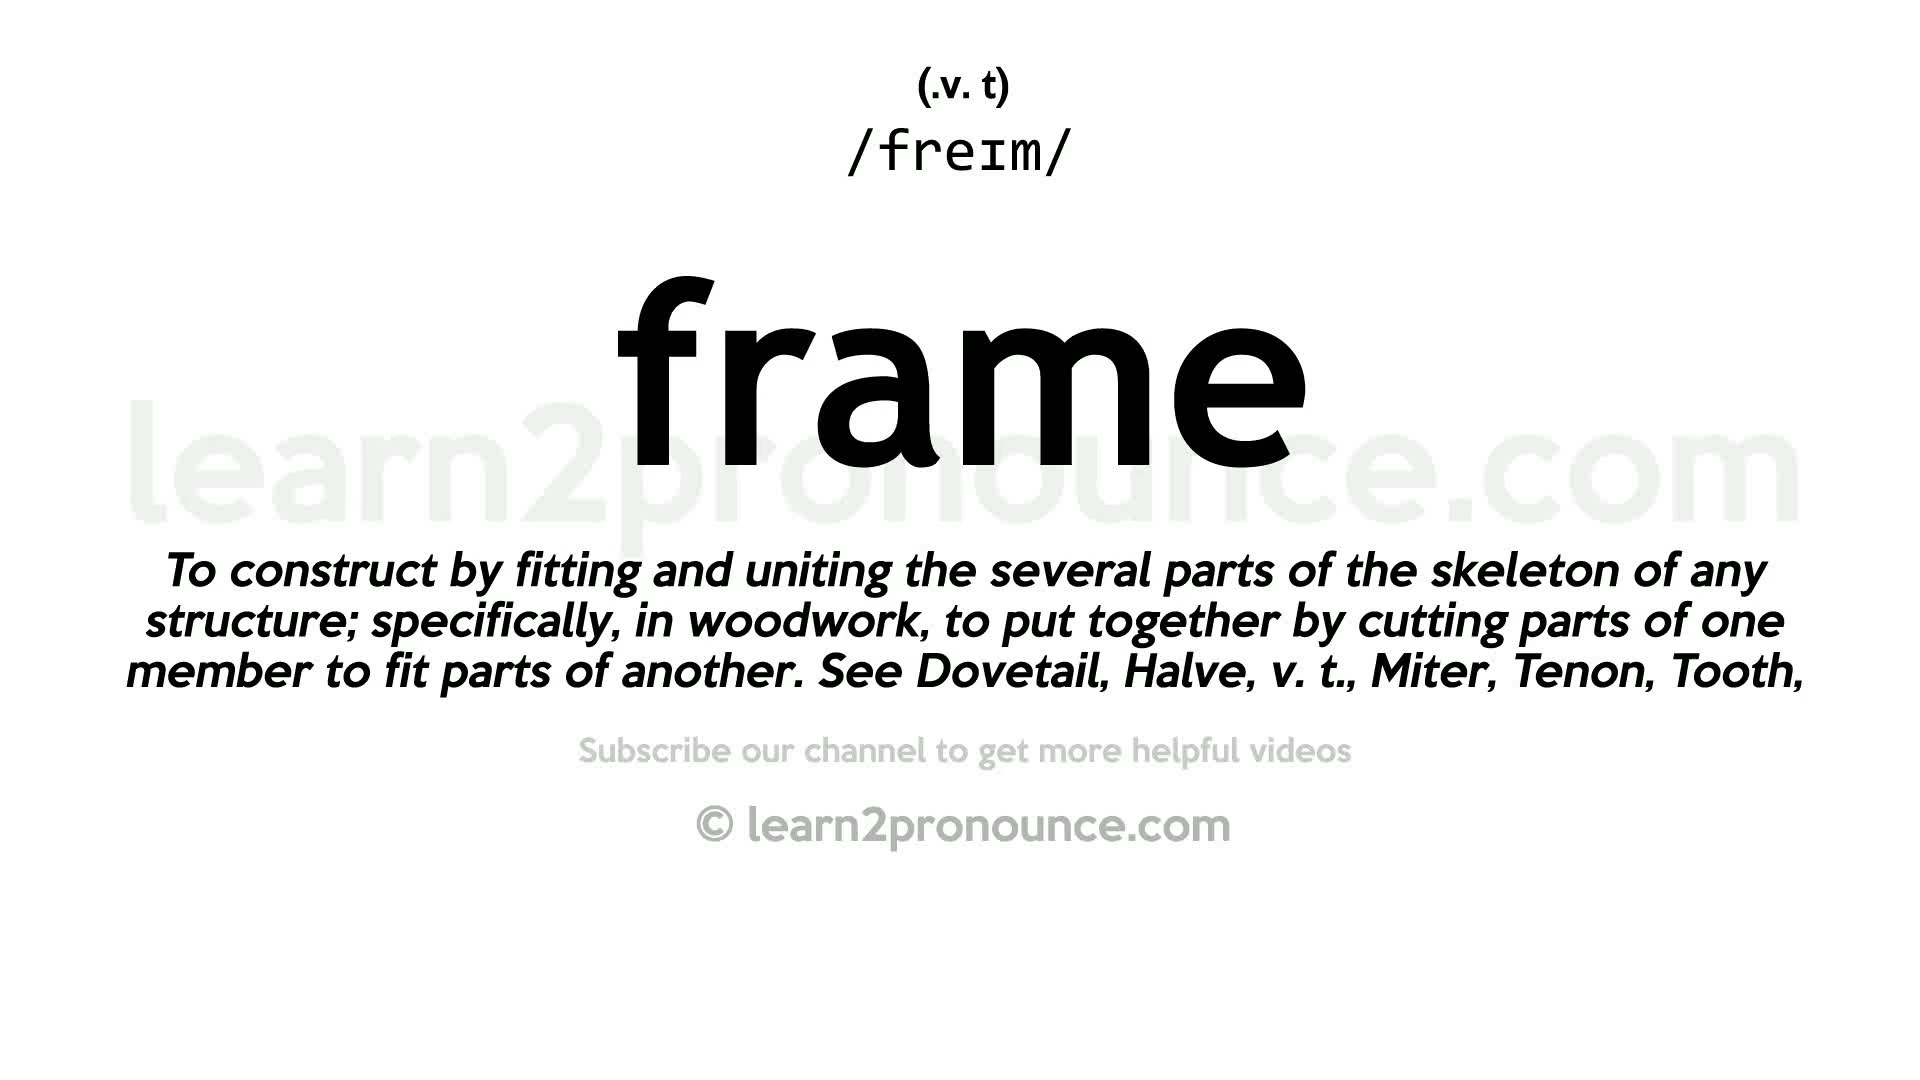 (.v. t)
/freɪm/
frame
learn2pronounce.com
To construct by fitting and uniting the several parts of the skeleton of any
structure; specifically, in woodwork, to put together by cutting parts of one
member to fit parts of another. See Dovetail, Halve, v. t., Miter, Tenon, Tooth,
Subscribe our channel to get more helpful videos
© learn2pronounce.com